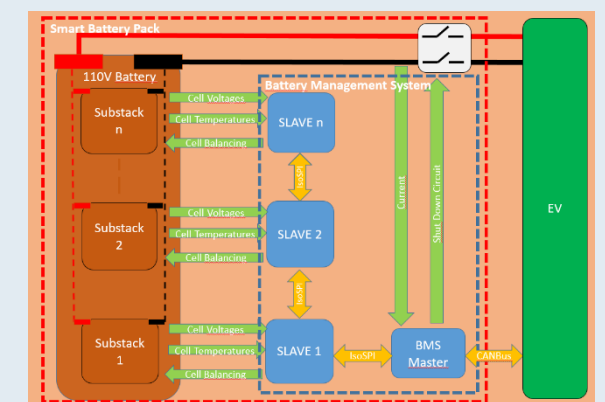 Smart Battery Pack
110V Battery
Battery Management System
Substack
n
Cell Voltages
Cell Temperatures
Cell Balancing
SLAVE n
IsoSPI
Current
Shut Down Circuit
EV
Substack
2
Cell Voltages
Cell Temperatures
Cell Balancing
SLAVE 2
IsoSPI
Substack
1
Cell Voltages
Cell Temperatures
Cell Balancing
SLAVE 1
IsoSPI
BMS
Master
CANBus